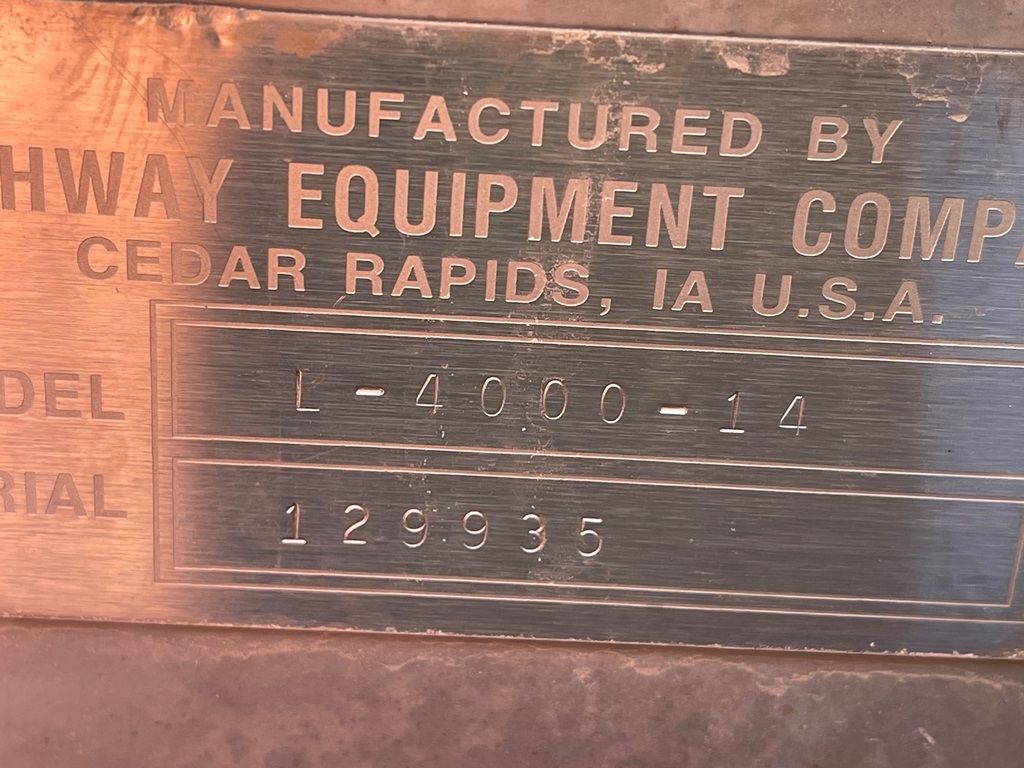 MANUFACTURED BY
HWAY EQUIPMENT COMP
CEDAR RAPIDS, IA U.S.A.
DEL L-4000-14
RIAL 129935